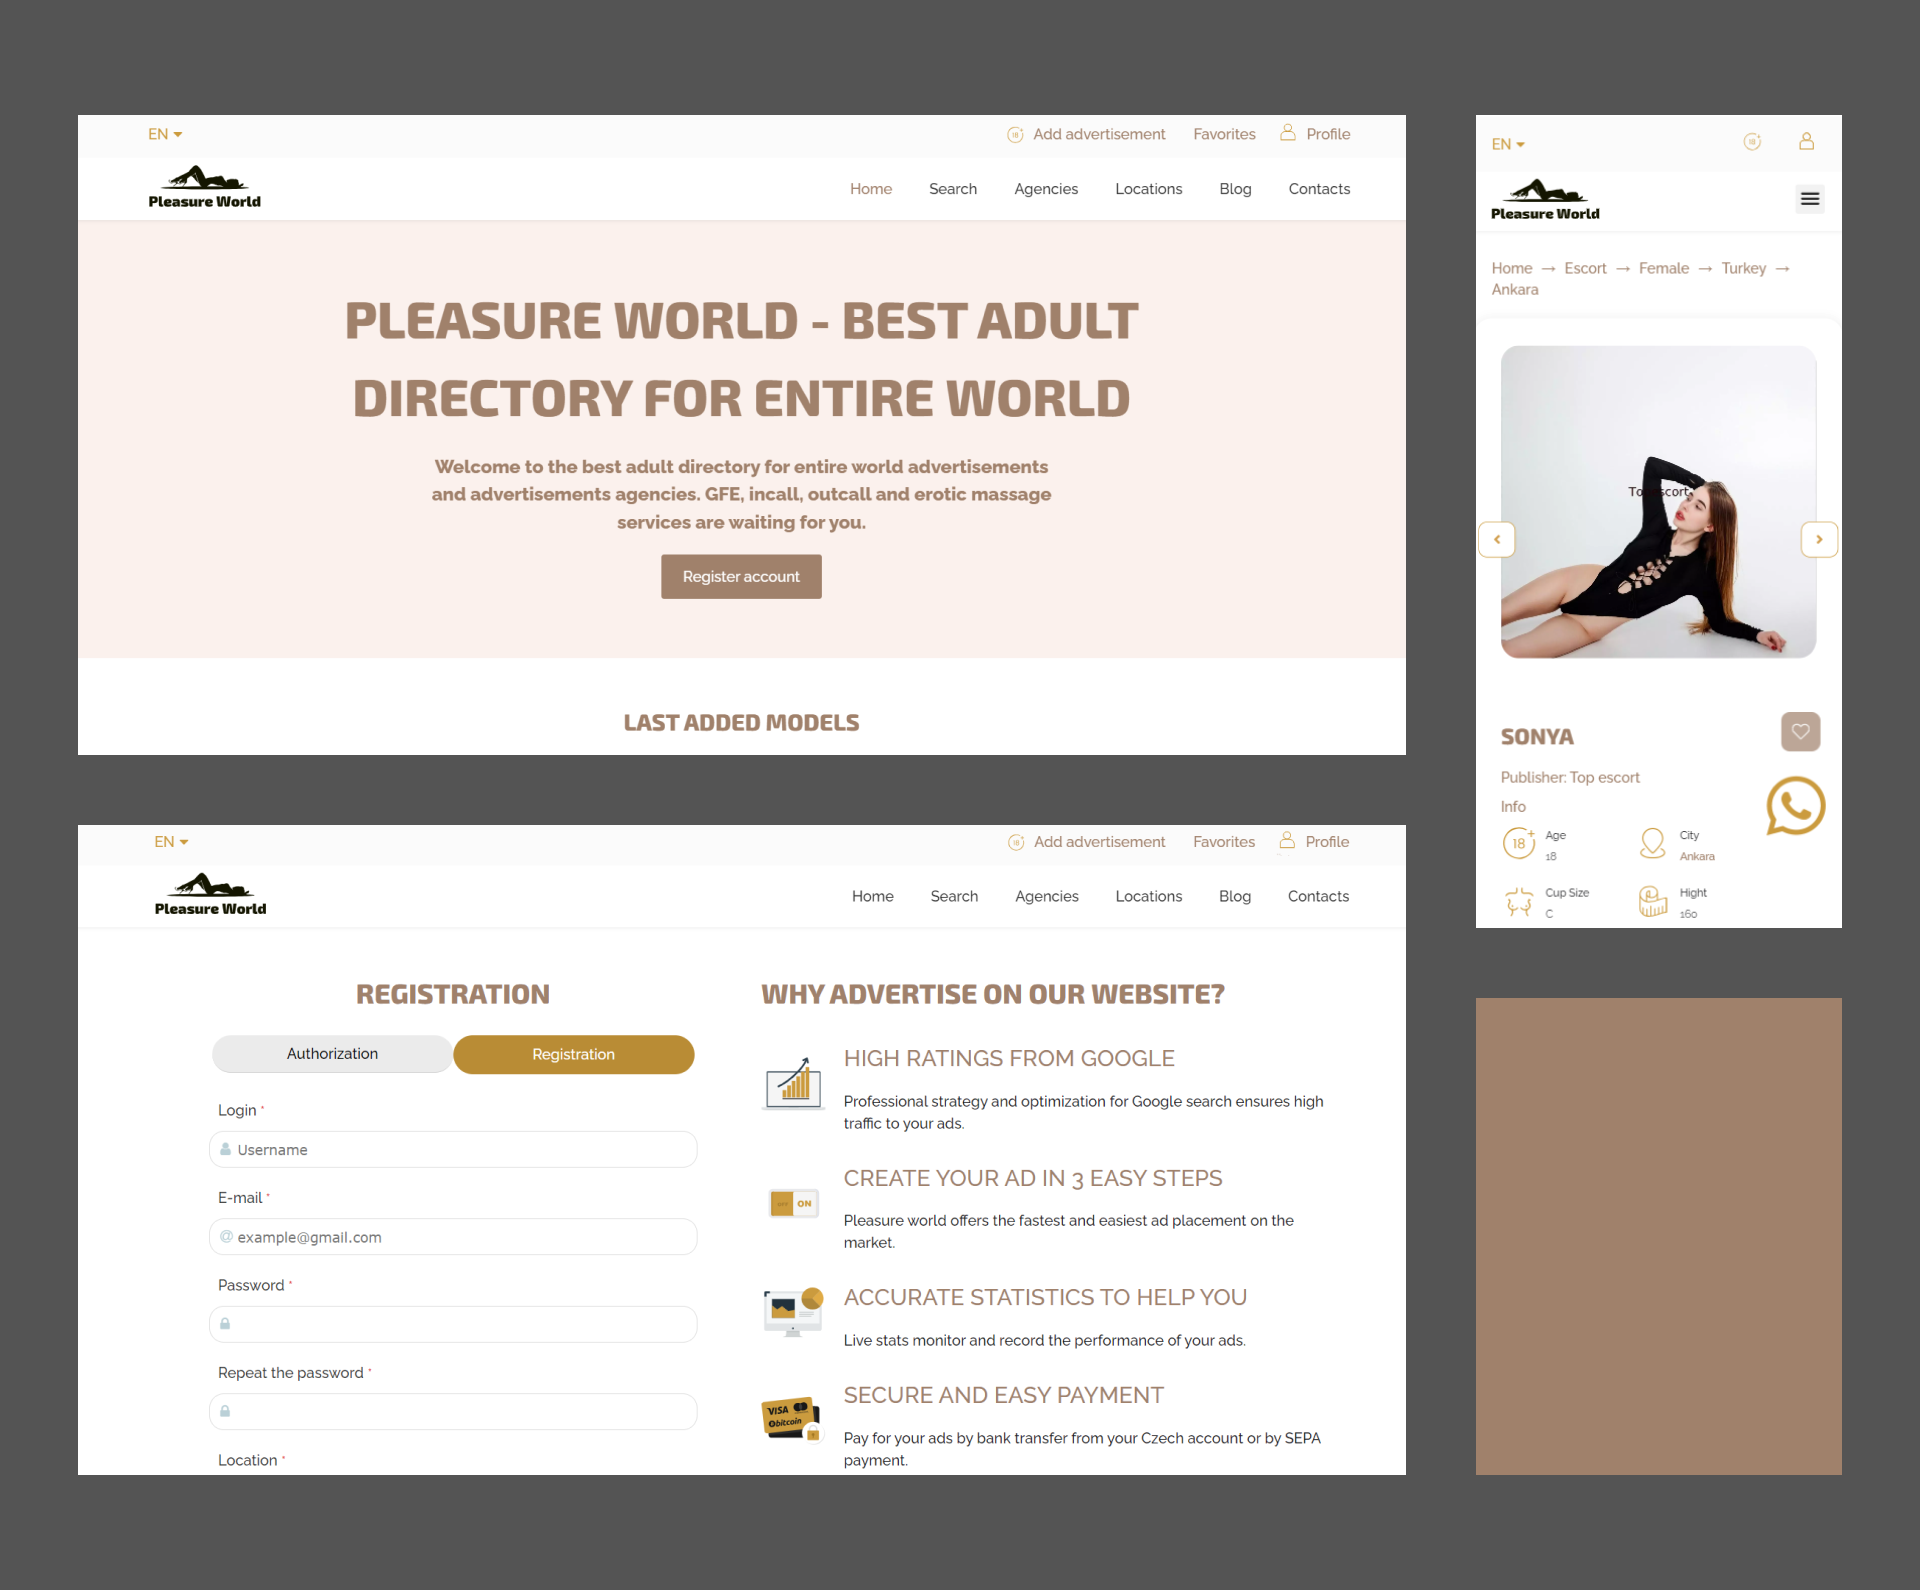 EN
Add advertisement
Favorites
Profile
Pleasure World
Home
Search
Agencies
Locations
Blog
Contacts
PLEASURE WORLD - BEST ADULT
DIRECTORY FOR ENTIRE WORLD
Welcome to the best adult directory for entire world advertisements
and advertisements agencies. GFE, incall, outcall and erotic massage
services are waiting for you.
Register account
LAST ADDED MODELS
EN
Pleasure World
Home → Escort → Female → Turkey →
Ankara
SONYA
Publisher: Top escort
Info
18+
Age
18
City
Ankara
Cup Size
C
Hight
160
EN
Add advertisement
Favorites
Profile
Pleasure World
Home
Search
Agencies
Locations
Blog
Contacts
REGISTRATION
Authorization
Registration
Login *
Username
E-mail *
@ example@gmail.com
Password *
Repeat the password *
Location *
WHY ADVERTISE ON OUR WEBSITE?
HIGH RATINGS FROM GOOGLE
Professional strategy and optimization for Google search ensures high
traffic to your ads.
ON
CREATE YOUR AD IN 3 EASY STEPS
Pleasure world offers the fastest and easiest ad placement on the
market.
ACCURATE STATISTICS TO HELP YOU
Live stats monitor and record the performance of your ads.
VISA
bitcoin
SECURE AND EASY PAYMENT
Pay for your ads by bank transfer from your Czech account or by SEPA
payment.